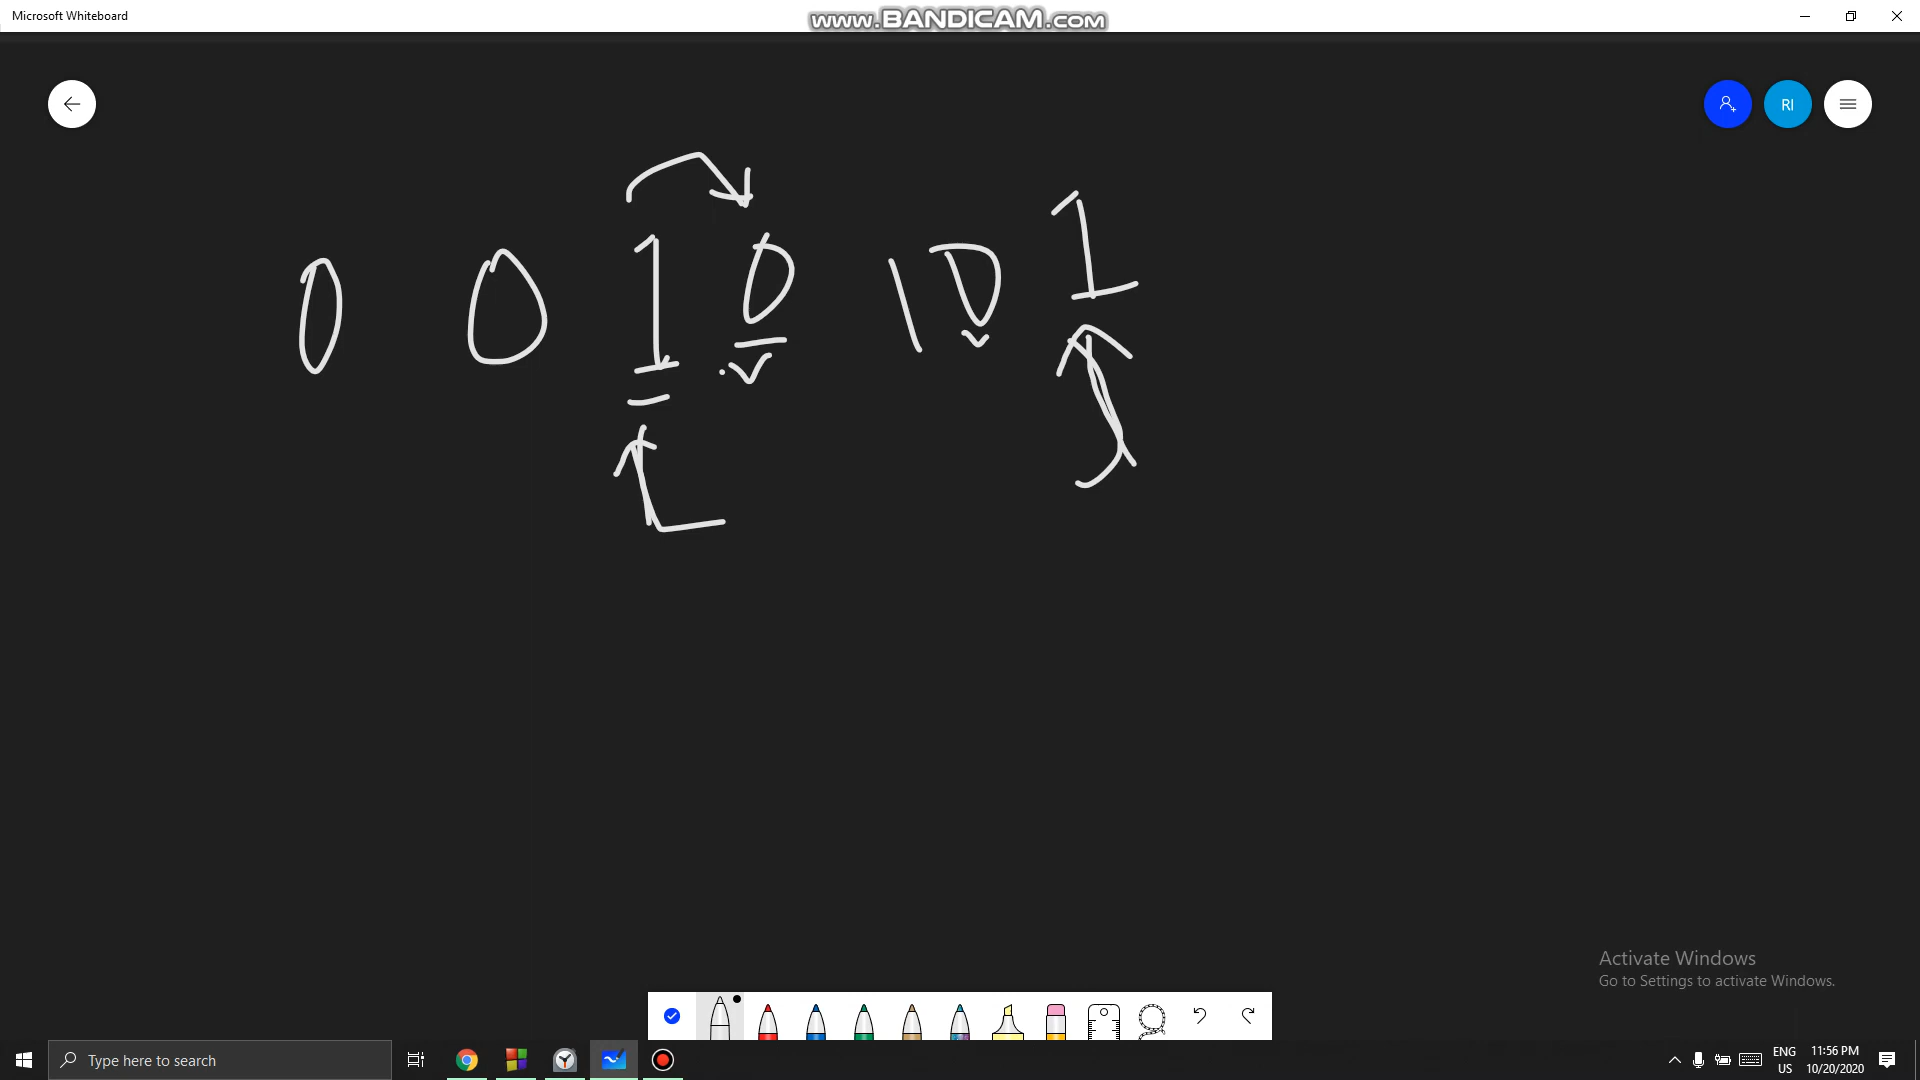 Microsoft Whiteboard
www.BANDICAM.com
RI
0 0 1 0 1 0 1
Activate Windows
Go to Settings to activate Windows.
Type here to search
ENG
US
11:56 PM
10/20/2020